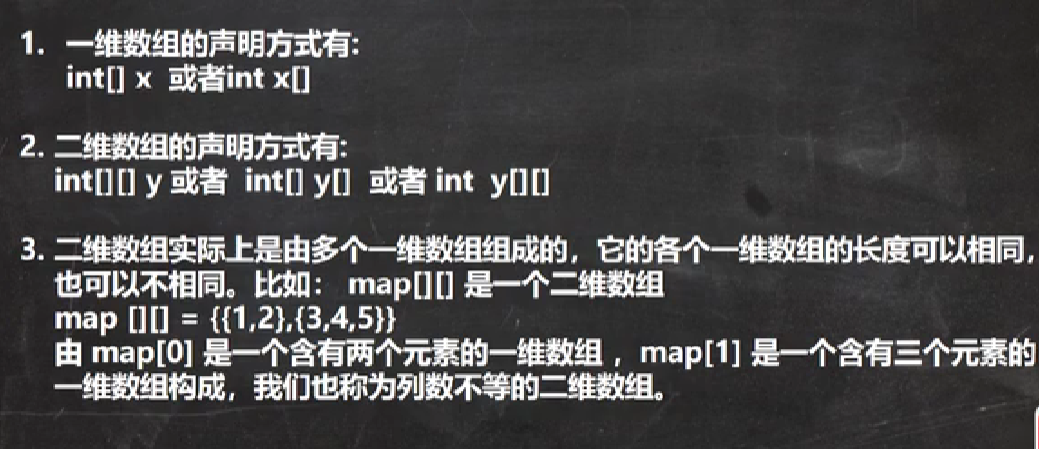 1. 一维数组的声明方式有:
int[] x 或者int x[]
2. 二维数组的声明方式有:
int[][] y 或者 int[] y[] 或者 int y[][]
3. 二维数组实际上是由多个一维数组组成的，它的各个一维数组的长度可以相同，
也可以不相同。比如： map[][] 是一个二维数组
map [][] = {{1,2},{3,4,5}}
由 map[0] 是一个含有两个元素的一维数组 ，map[1] 是一个含有三个元素的
一维数组构成，我们也称为列数不等的二维数组。